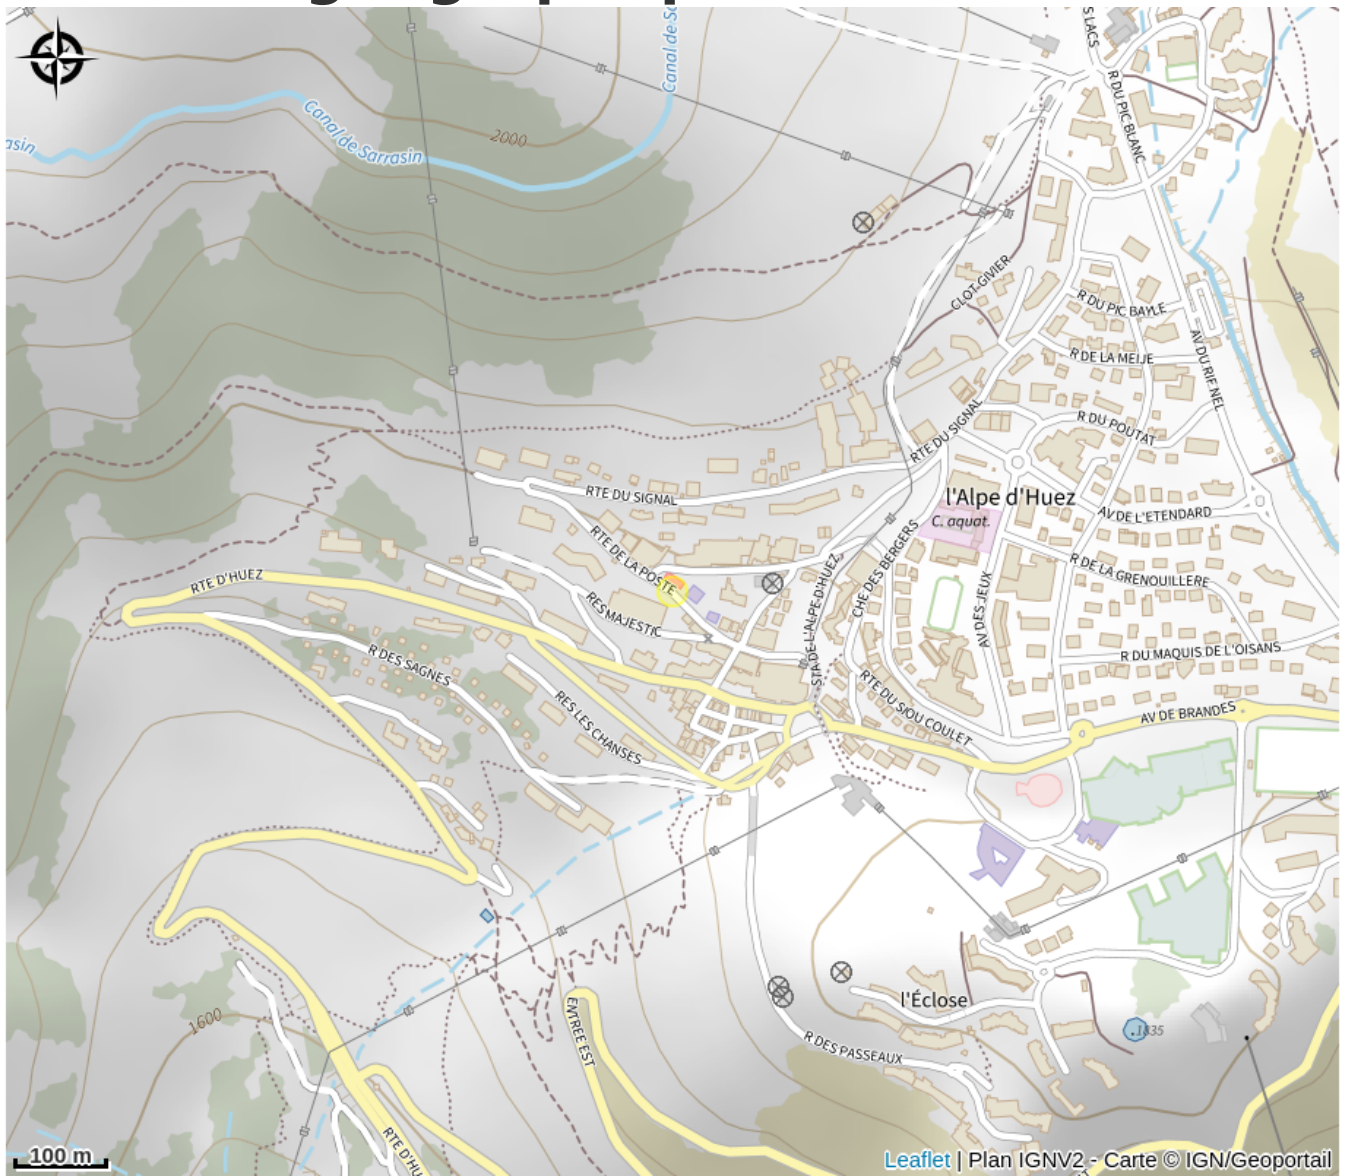 S LACS
Canal de S
R DU PIC BLANC
2000
Canal de Sarrasin
asin
CLOT-GIVIER
R DU PIC BAYLE
R DE LA MEIJE
AV DU RIF NEL
R DU POUTAT
RTE DU SIGNAL
RTE DU SIGNAL
l'Alpe d'Huez
C. aquat.
AV DE L'ETENDARD
RTE DE LA POSTE
CHE DES BERGERS
R DE LA GRENOUILLERE
RTE D'HUEZ
RES MAJESTIC
STA DE L'ALPE-D'HUEZ
AV DES JEUX
R DES SAGNES
R DU MAQUIS DE L'OISANS
RTE DU SIOU COULET
RES LES CHANSES
AV DE BRANDES
l'Éclose
1600
ENTREE EST
.1835
R DES PASSEAUX
RTE D'HU
100 m
Leaflet | Plan IGNV2 - Carte © IGN/Geoportail